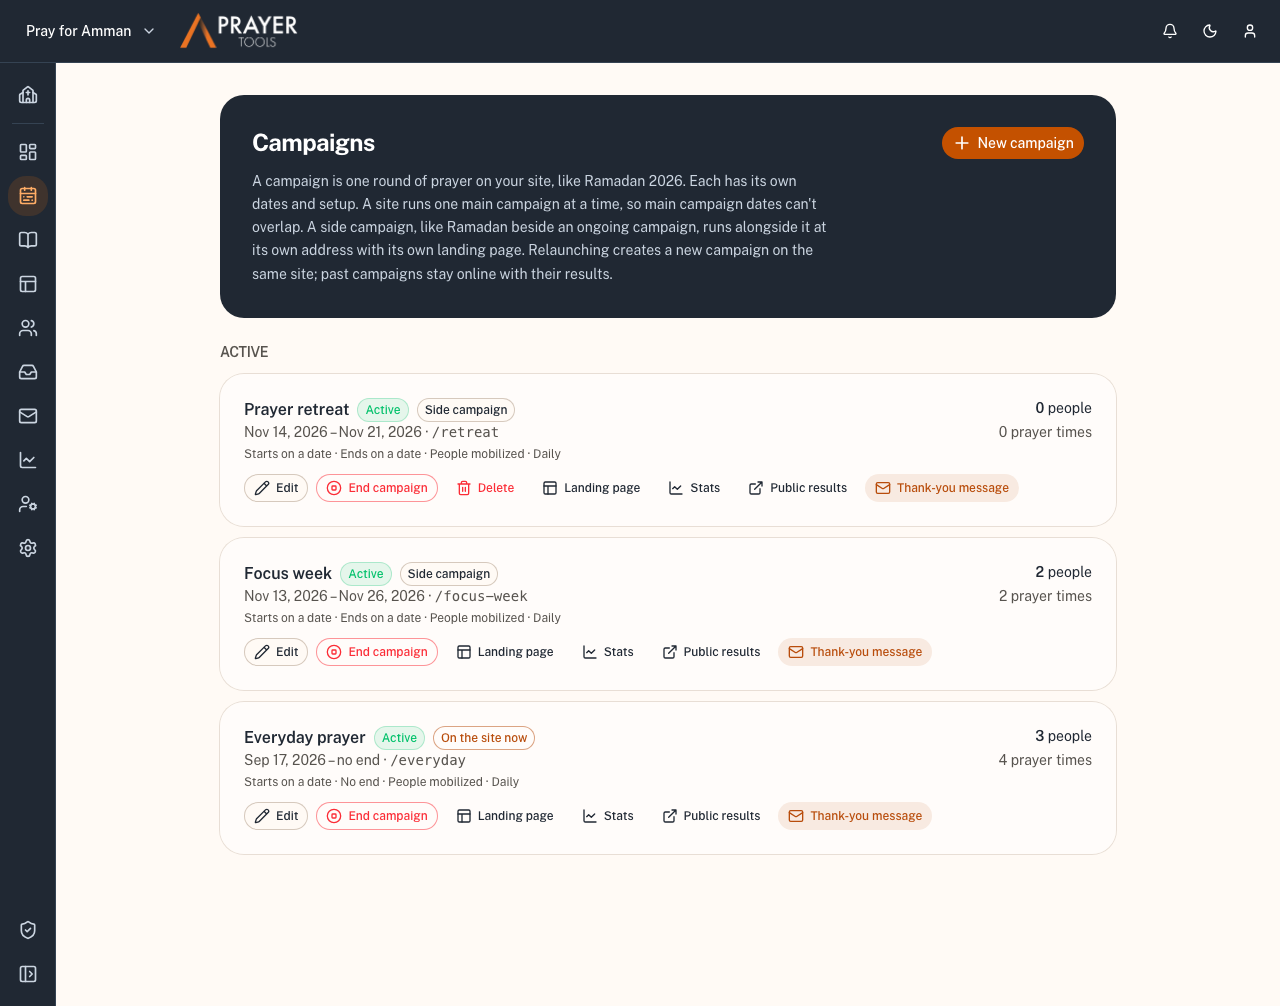 Pray for Amman
PRAYER
TOOLS
Campaigns
New campaign
A campaign is one round of prayer on your site, like Ramadan 2026. Each has its own
dates and setup. A site runs one main campaign at a time, so main campaign dates can't
overlap. A side campaign, like Ramadan beside an ongoing campaign, runs alongside it at
its own address with its own landing page. Relaunching creates a new campaign on the
same site; past campaigns stay online with their results.
ACTIVE
Prayer retreat Active Side campaign 0 people
Nov 14, 2026 – Nov 21, 2026 · /retreat 0 prayer times
Starts on a date · Ends on a date · People mobilized · Daily
Edit End campaign Delete Landing page Stats Public results Thank-you message
Focus week Active Side campaign 2 people
Nov 13, 2026 – Nov 26, 2026 · /focus-week 2 prayer times
Starts on a date · Ends on a date · People mobilized · Daily
Edit End campaign Landing page Stats Public results Thank-you message
Everyday prayer Active On the site now 3 people
Sep 17, 2026 – no end · /everyday 4 prayer times
Starts on a date · No end · People mobilized · Daily
Edit End campaign Landing page Stats Public results Thank-you message